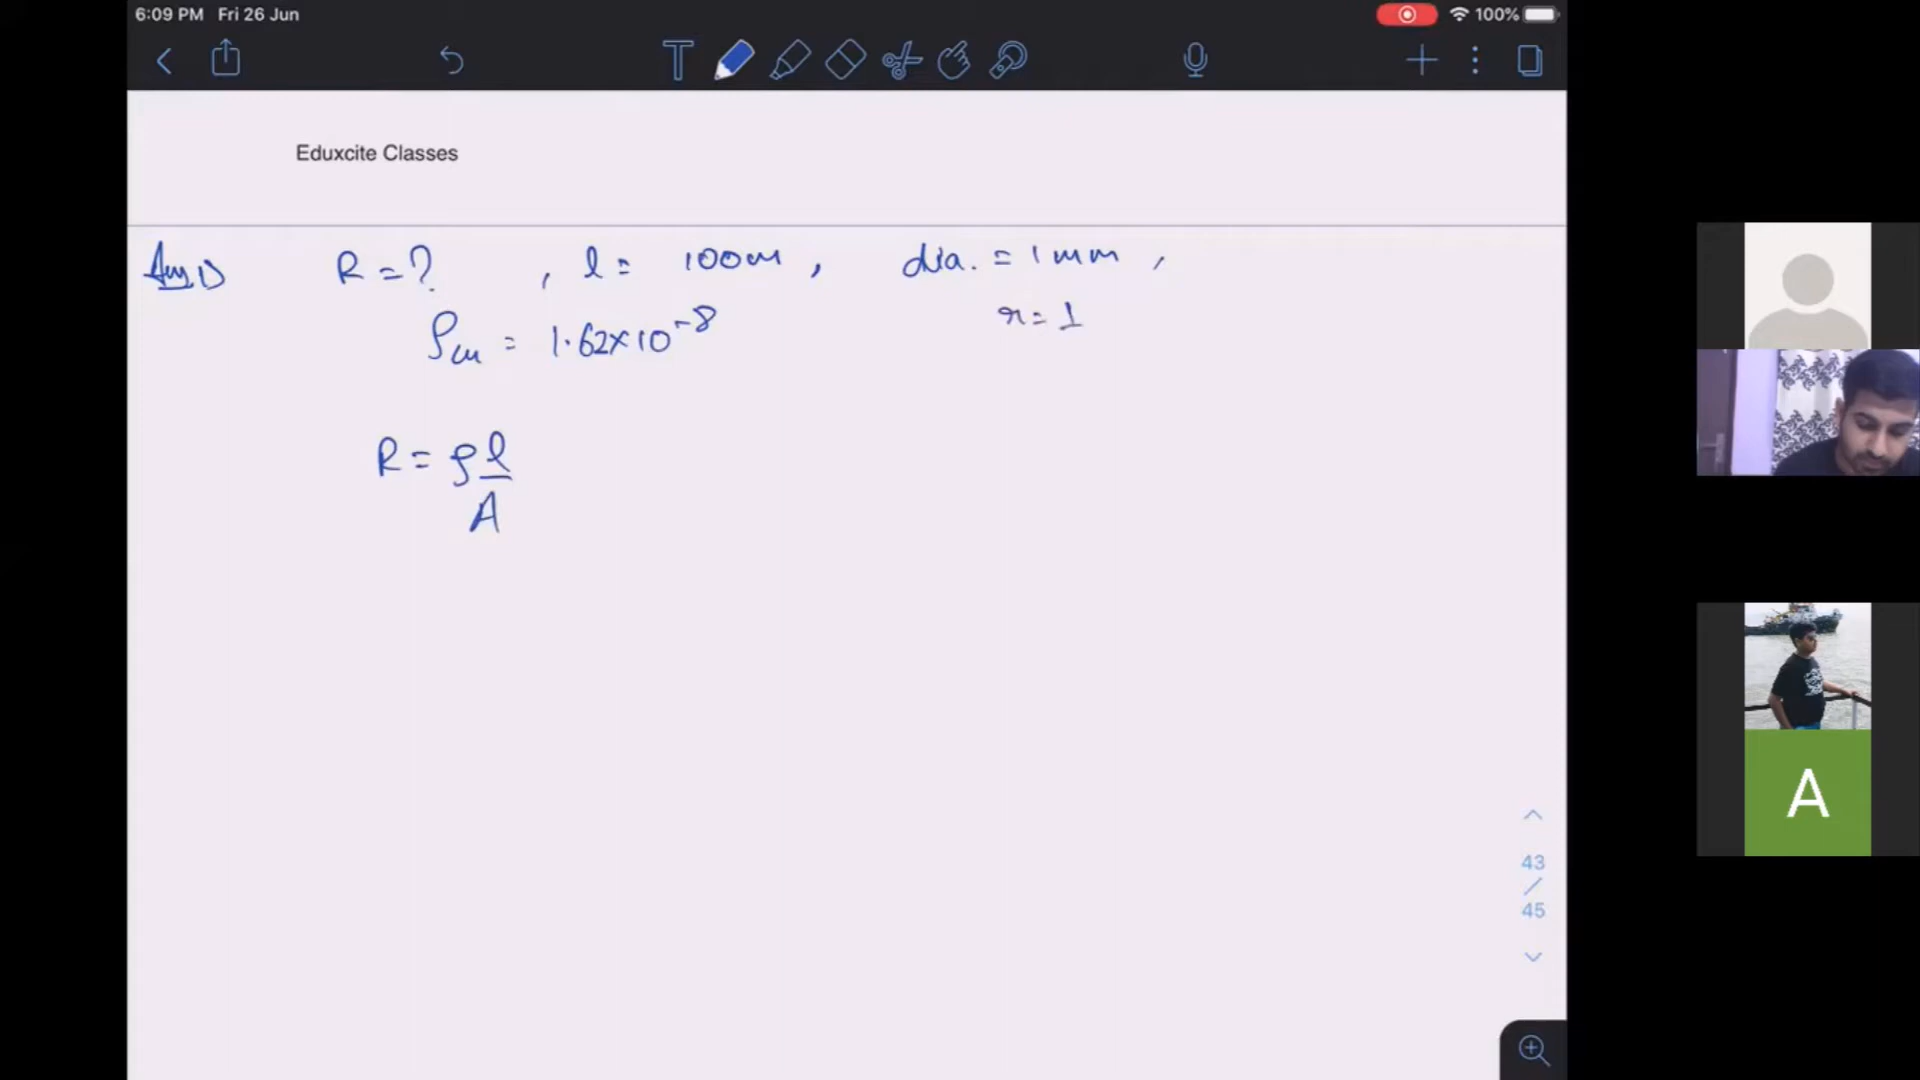 6:09 PM Fri 26 Jun 100%
T
Eduxcite Classes
Ans 1) R = ? , l = 100m , dia. = 1mm ,
ρcu = 1.62×10⁻⁸ r = 1
R = ρ l
A
A
43
/
45